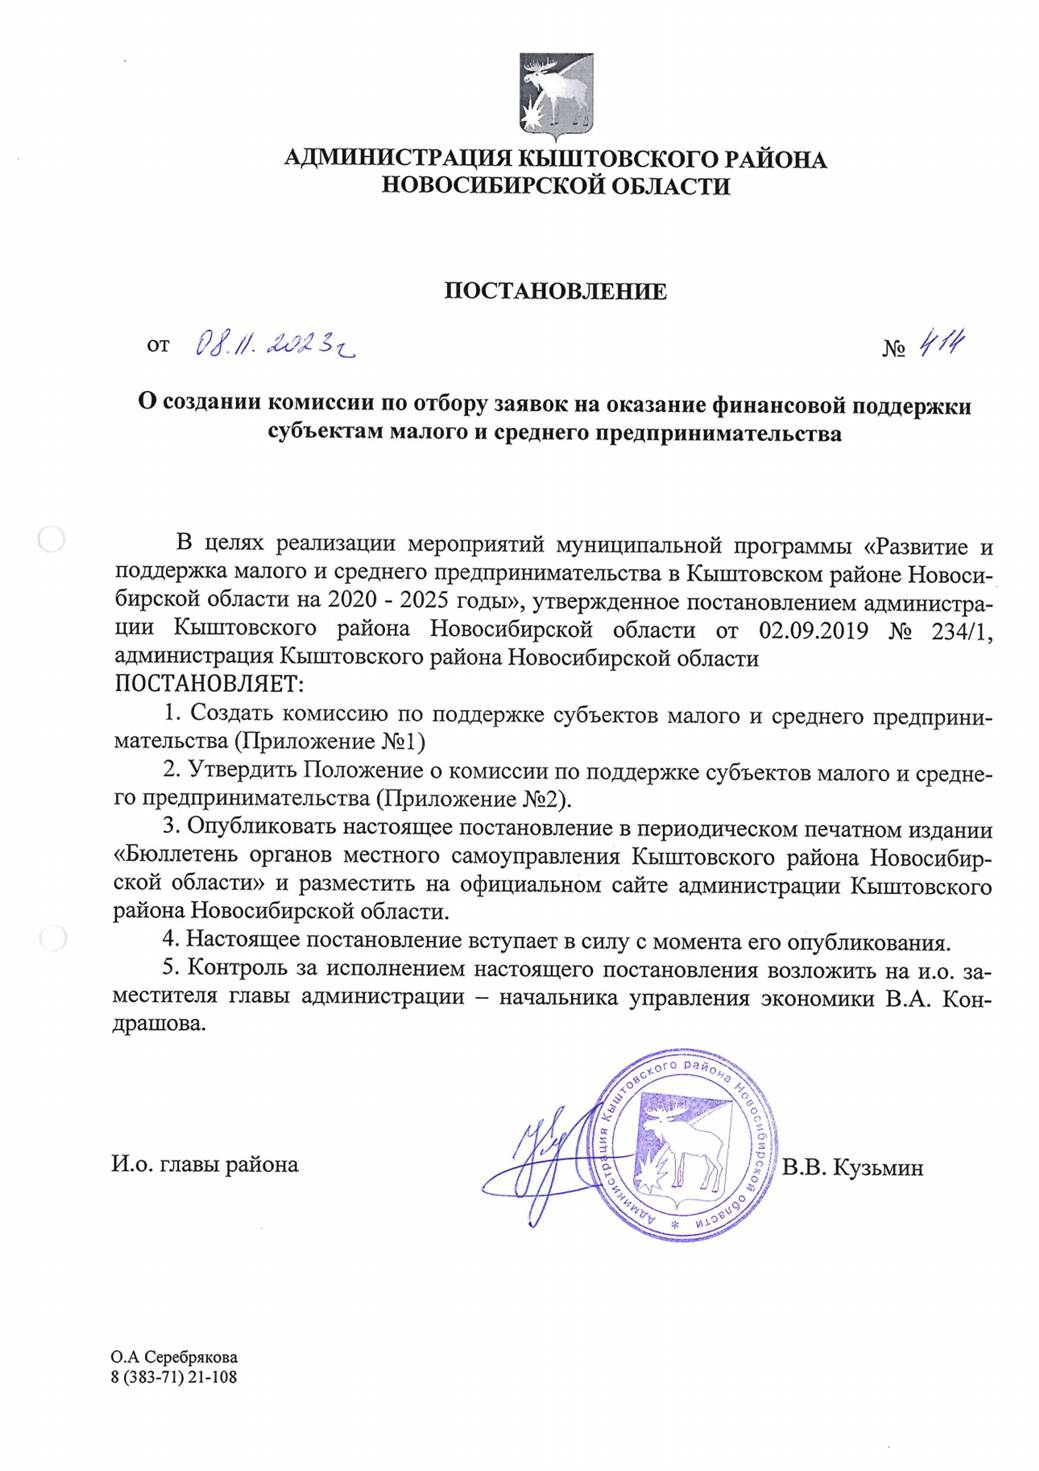 АДМИНИСТРАЦИЯ КЫШТОВСКОГО РАЙОНА
НОВОСИБИРСКОЙ ОБЛАСТИ
ПОСТАНОВЛЕНИЕ
от 08.11.2023г № 414
О создании комиссии по отбору заявок на оказание финансовой поддержки
субъектам малого и среднего предпринимательства
В целях реализации мероприятий муниципальной программы «Развитие и
поддержка малого и среднего предпринимательства в Кыштовском районе Новоси-
бирской области на 2020 - 2025 годы», утвержденное постановлением администра-
ции Кыштовского района Новосибирской области от 02.09.2019 № 234/1,
администрация Кыштовского района Новосибирской области
ПОСТАНОВЛЯЕТ:
1. Создать комиссию по поддержке субъектов малого и среднего предприни-
мательства (Приложение №1)
2. Утвердить Положение о комиссии по поддержке субъектов малого и средне-
го предпринимательства (Приложение №2).
3. Опубликовать настоящее постановление в периодическом печатном издании
«Бюллетень органов местного самоуправления Кыштовского района Новосибир-
ской области» и разместить на официальном сайте администрации Кыштовского
района Новосибирской области.
4. Настоящее постановление вступает в силу с момента его опубликования.
5. Контроль за исполнением настоящего постановления возложить на и.о. за-
местителя главы администрации – начальника управления экономики В.А. Кон-
драшова.
Администрация Кыштовского района Новосибирской области *
И.о. главы района В.В. Кузьмин
О.А Серебрякова
8 (383-71) 21-108